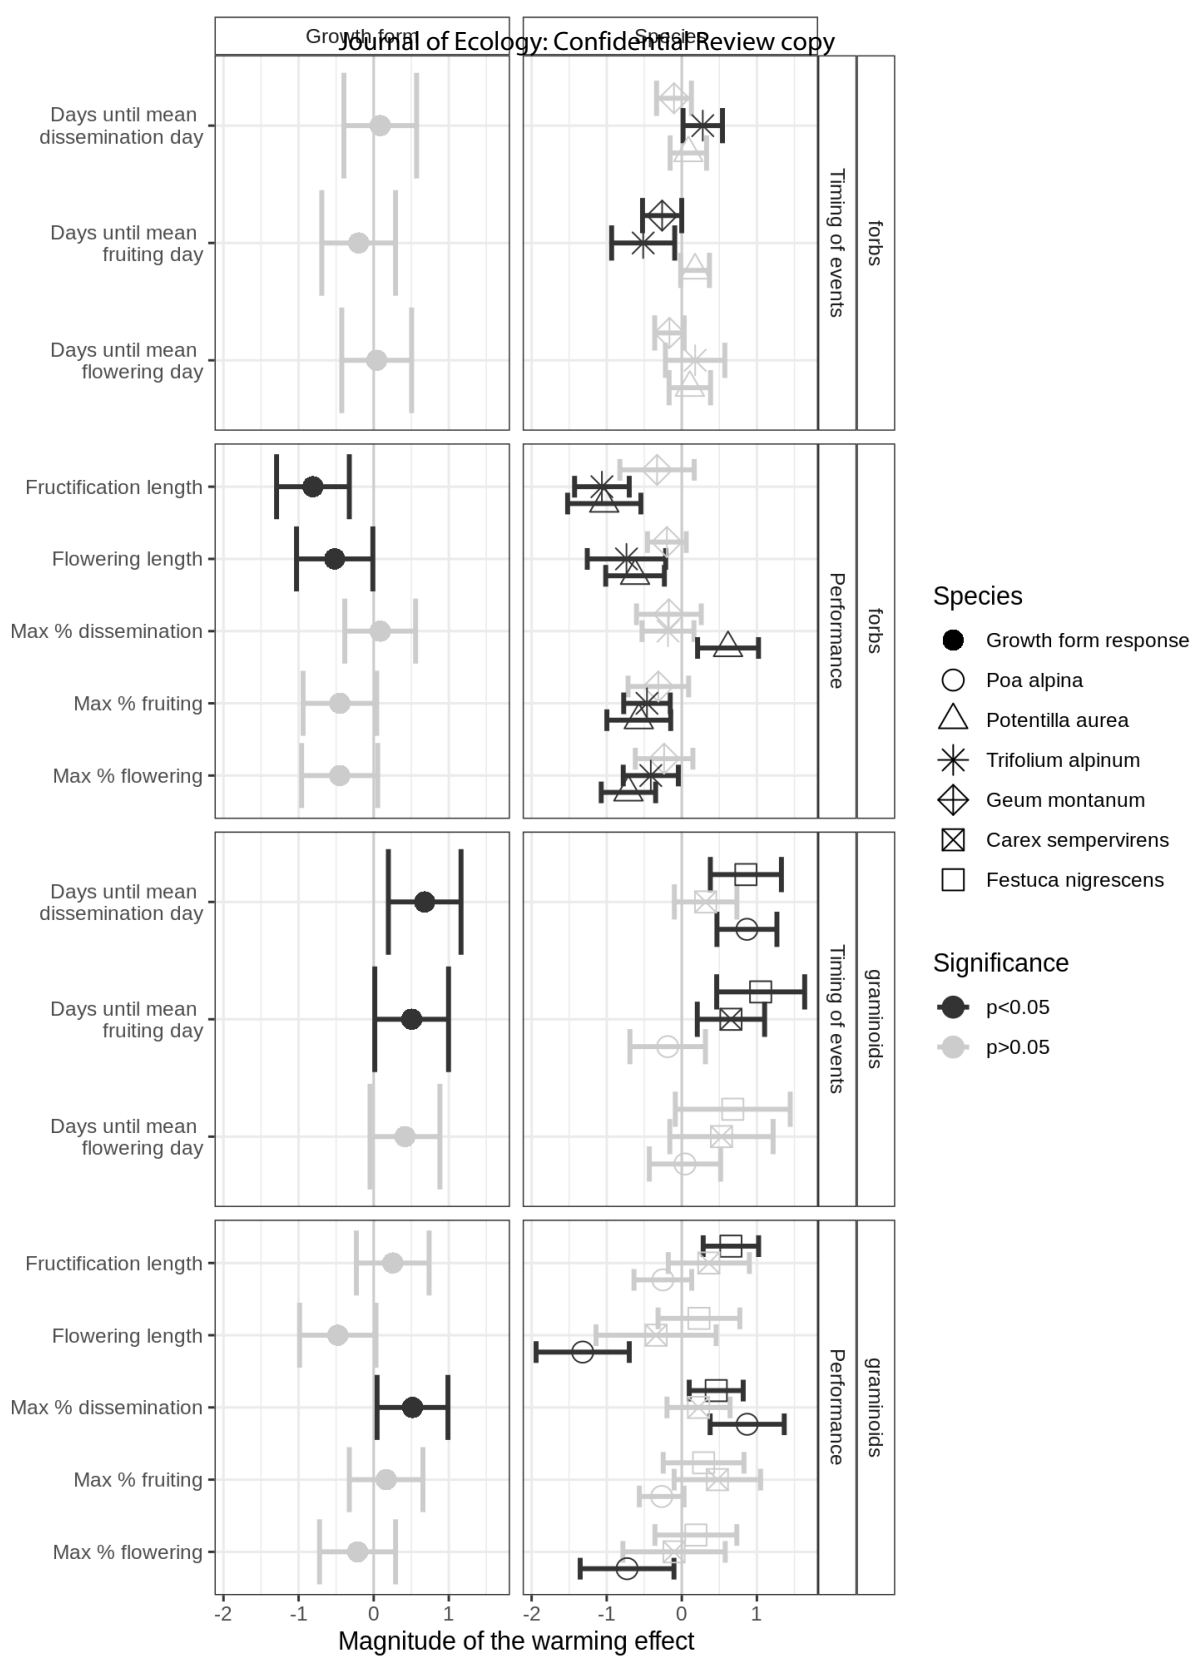 Growth form
Species
Journal of Ecology: Confidential Review copy
Days until mean
dissemination day
Days until mean
fruiting day
Days until mean
flowering day
Timing of events
forbs
Fructification length
Flowering length
Max % dissemination
Max % fruiting
Max % flowering
Performance
forbs
Days until mean
dissemination day
Days until mean
fruiting day
Days until mean
flowering day
Timing of events
graminoids
Fructification length
Flowering length
Max % dissemination
Max % fruiting
Max % flowering
Performance
graminoids
-2 -1 0 1 -2 -1 0 1
Magnitude of the warming effect
Species
Growth form response
Poa alpina
Potentilla aurea
Trifolium alpinum
Geum montanum
Carex sempervirens
Festuca nigrescens
Significance
p<0.05
p>0.05